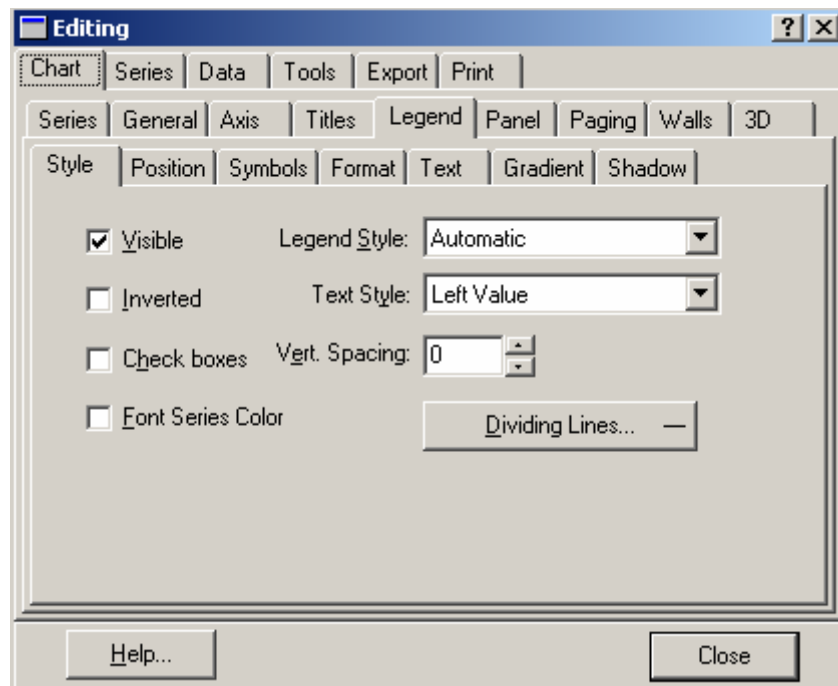 Editing
Chart Series Data Tools Export Print
Series General Axis Titles Legend Panel Paging Walls 3D
Style Position Symbols Format Text Gradient Shadow
Visible Legend Style: Automatic
Inverted Text Style: Left Value
Check boxes Vert. Spacing: 0
Font Series Color Dividing Lines...
Help... Close